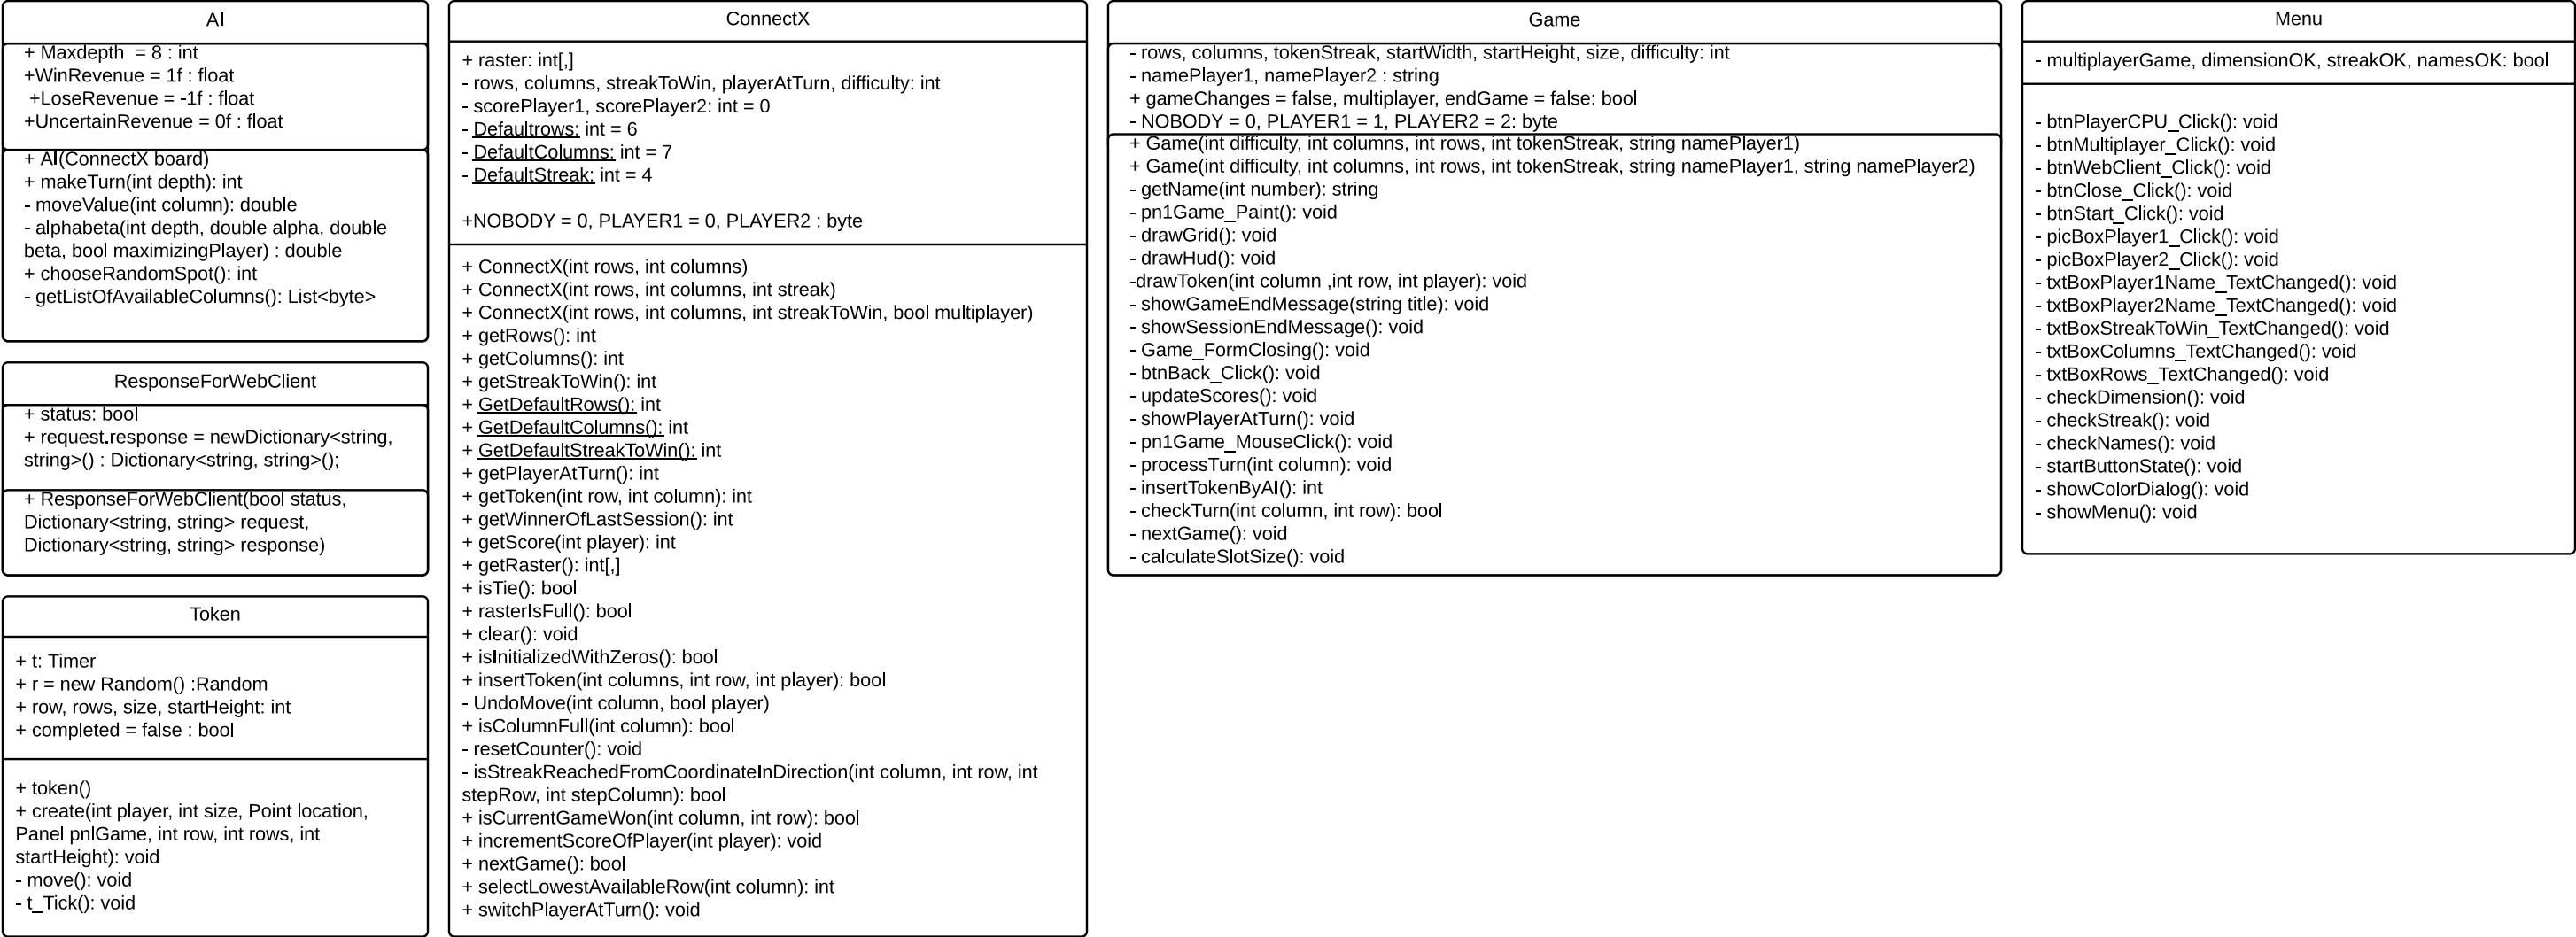 AI
+ Maxdepth  = 8 : int
+WinRevenue = 1f : float
+LoseRevenue = -1f : float
+UncertainRevenue = 0f : float
+ AI(ConnectX board)
+ makeTurn(int depth): int
- moveValue(int column): double
- alphabeta(int depth, double alpha, double
beta, bool maximizingPlayer) : double
+ chooseRandomSpot(): int
- getListOfAvailableColumns(): List<byte>
ResponseForWebClient
+ status: bool
+ request.response = newDictionary<string,
string>() : Dictionary<string, string>();
+ ResponseForWebClient(bool status,
Dictionary<string, string> request,
Dictionary<string, string> response)
Token
+ t: Timer
+ r = new Random() :Random
+ row, rows, size, startHeight: int
+ completed = false : bool
+ token()
+ create(int player, int size, Point location,
Panel pnlGame, int row, int rows, int
startHeight): void
- move(): void
- t_Tick(): void
ConnectX
+ raster: int[,]
- rows, columns, streakToWin, playerAtTurn, difficulty: int
- scorePlayer1, scorePlayer2: int = 0
- Defaultrows: int = 6
- DefaultColumns: int = 7
- DefaultStreak: int = 4
+NOBODY = 0, PLAYER1 = 0, PLAYER2 : byte
+ ConnectX(int rows, int columns)
+ ConnectX(int rows, int columns, int streak)
+ ConnectX(int rows, int columns, int streakToWin, bool multiplayer)
+ getRows(): int
+ getColumns(): int
+ getStreakToWin(): int
+ GetDefaultRows(): int
+ GetDefaultColumns(): int
+ GetDefaultStreakToWin(): int
+ getPlayerAtTurn(): int
+ getToken(int row, int column): int
+ getWinnerOfLastSession(): int
+ getScore(int player): int
+ getRaster(): int[,]
+ isTie(): bool
+ rasterIsFull(): bool
+ clear(): void
+ isInitializedWithZeros(): bool
+ insertToken(int columns, int row, int player): bool
- UndoMove(int column, bool player)
+ isColumnFull(int column): bool
- resetCounter(): void
- isStreakReachedFromCoordinateInDirection(int column, int row, int
stepRow, int stepColumn): bool
+ isCurrentGameWon(int column, int row): bool
+ incrementScoreOfPlayer(int player): void
+ nextGame(): bool
+ selectLowestAvailableRow(int column): int
+ switchPlayerAtTurn(): void
Game
- rows, columns, tokenStreak, startWidth, startHeight, size, difficulty: int
- namePlayer1, namePlayer2 : string
+ gameChanges = false, multiplayer, endGame = false: bool
- NOBODY = 0, PLAYER1 = 1, PLAYER2 = 2: byte
+ Game(int difficulty, int columns, int rows, int tokenStreak, string namePlayer1)
+ Game(int difficulty, int columns, int rows, int tokenStreak, string namePlayer1, string namePlayer2)
- getName(int number): string
- pn1Game_Paint(): void
- drawGrid(): void
- drawHud(): void
-drawToken(int column ,int row, int player): void
- showGameEndMessage(string title): void
- showSessionEndMessage(): void
- Game_FormClosing(): void
- btnBack_Click(): void
- updateScores(): void
- showPlayerAtTurn(): void
- pn1Game_MouseClick(): void
- processTurn(int column): void
- insertTokenByAI(): int
- checkTurn(int column, int row): bool
- nextGame(): void
- calculateSlotSize(): void
Menu
- multiplayerGame, dimensionOK, streakOK, namesOK: bool
- btnPlayerCPU_Click(): void
- btnMultiplayer_Click(): void
- btnWebClient_Click(): void
- btnClose_Click(): void
- btnStart_Click(): void
- picBoxPlayer1_Click(): void
- picBoxPlayer2_Click(): void
- txtBoxPlayer1Name_TextChanged(): void
- txtBoxPlayer2Name_TextChanged(): void
- txtBoxStreakToWin_TextChanged(): void
- txtBoxColumns_TextChanged(): void
- txtBoxRows_TextChanged(): void
- checkDimension(): void
- checkStreak(): void
- checkNames(): void
- startButtonState(): void
- showColorDialog(): void
- showMenu(): void